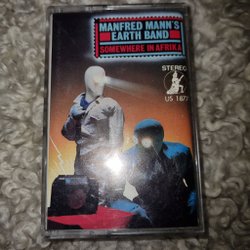 MANFRED MANN'S
EARTH BAND
SOMEWHERE IN AFRIKA
STEREO